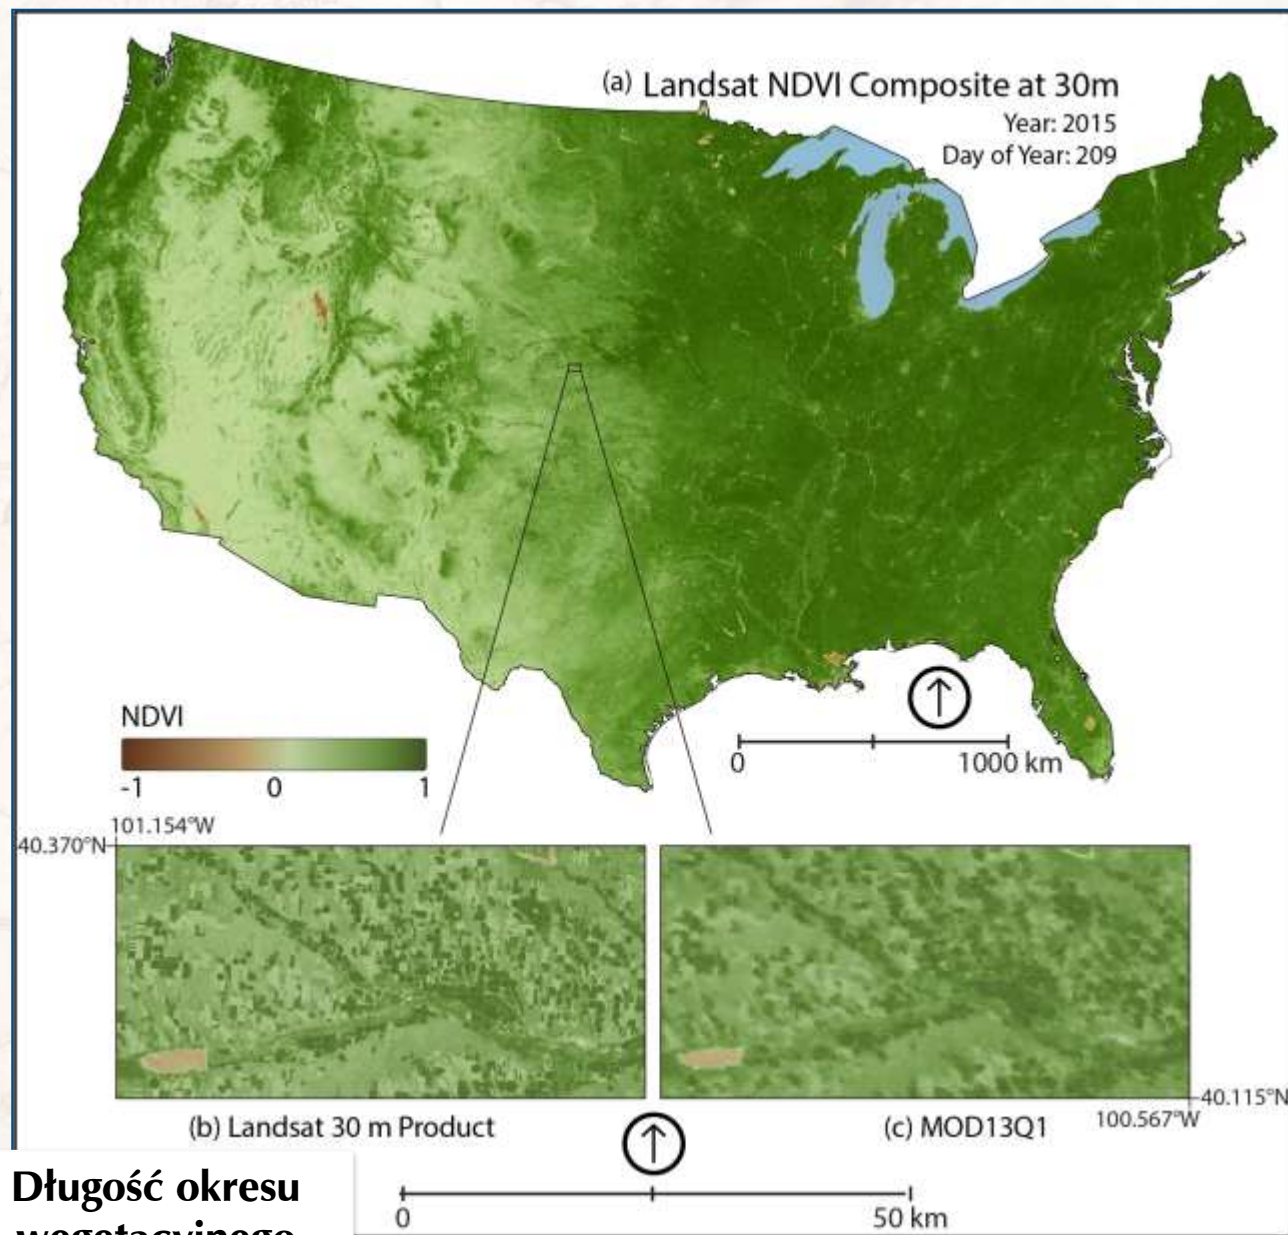 (a) Landsat NDVI Composite at 30m
Year: 2015
Day of Year: 209
NDVI
-1 0 1
0 1000 km
101.154°W
40.370°N
40.115°N
100.567°W
(b) Landsat 30 m Product
(c) MOD13Q1
0 50 km
Długość okresu
wegetacyjnego